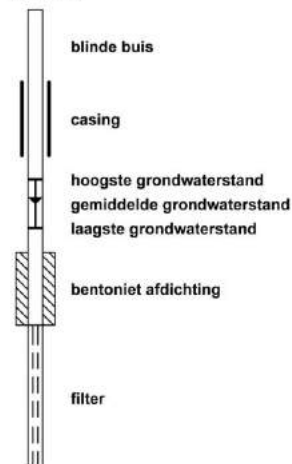 blinde buis
casing
hoogste grondwaterstand
gemiddelde grondwaterstand
laagste grondwaterstand
bentoniet afdichting
filter